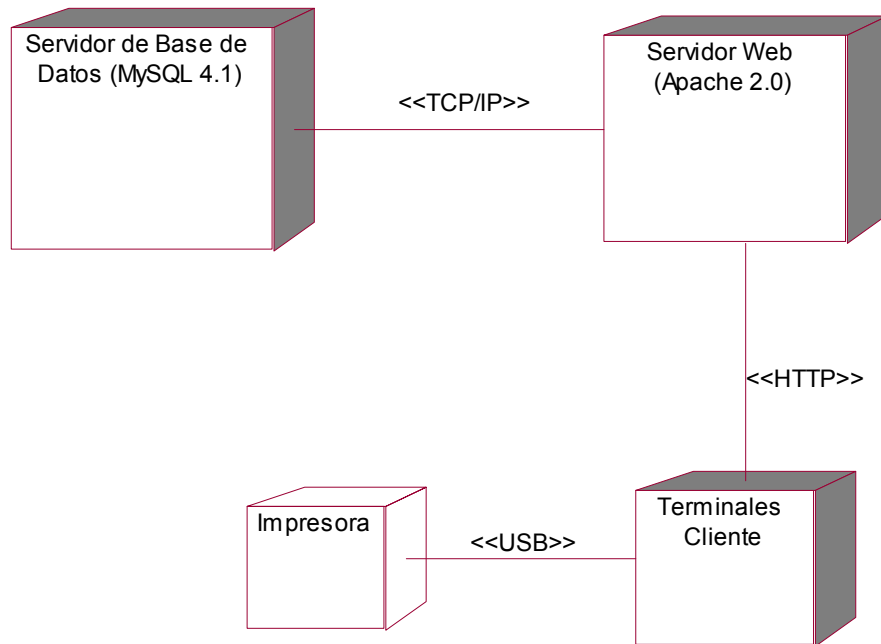 Servidor de Base de
Datos (MySQL 4.1)
<<TCP/IP>>
Servidor Web
(Apache 2.0)
<<HTTP>>
Impresora
<<USB>>
Terminales
Cliente